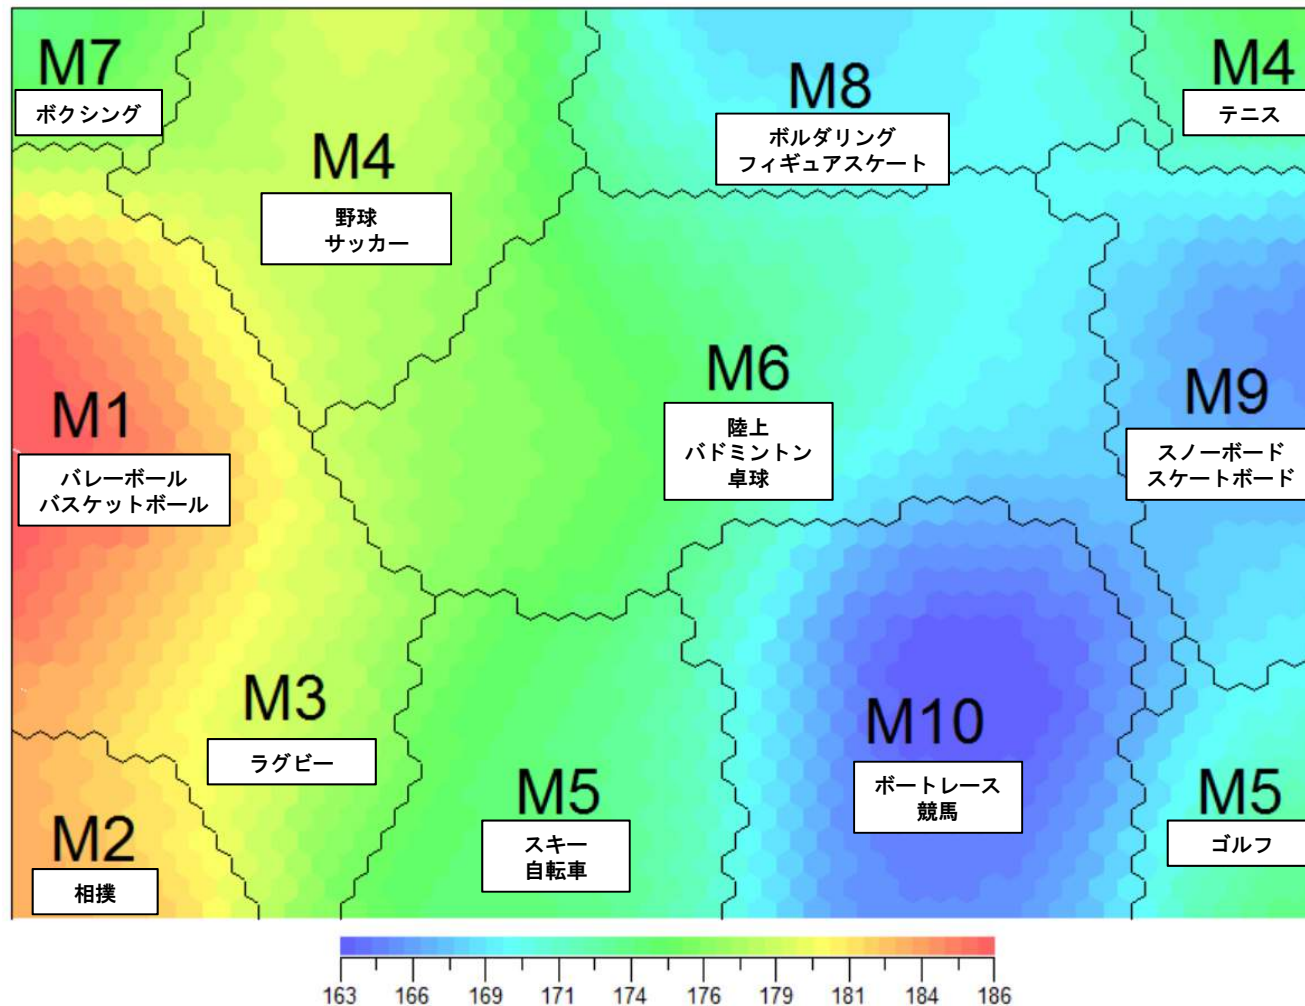 M7
ボクシング
M4
野球
サッカー
M8
ボルダリング
フィギュアスケート
M4
テニス
M1
バレーボール
バスケットボール
M6
陸上
バドミントン
卓球
M9
スノーボード
スケートボード
M3
ラグビー
M2
相撲
M5
スキー
自転車
M10
ボートレース
競馬
M5
ゴルフ
163 166 169 171 174 176 179 181 184 186